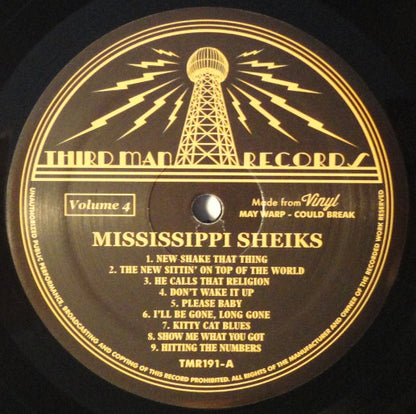 THIRD MAN RECORDS
Volume 4
Made from Vinyl
MAY WARP - COULD BREAK
MISSISSIPPI SHEIKS
1. NEW SHAKE THAT THING
2. THE NEW SITTIN' ON TOP OF THE WORLD
3. HE CALLS THAT RELIGION
4. DON'T WAKE IT UP
5. PLEASE BABY
6. I'LL BE GONE, LONG GONE
7. KITTY CAT BLUES
8. SHOW ME WHAT YOU GOT
9. HITTING THE NUMBERS
TMR191-A
UNAUTHORIZED PUBLIC PERFORMANCE, BROADCASTING AND COPYING OF THIS RECORD PROHIBITED. ALL RIGHTS OF THE MANUFACTURER AND OWNER OF THE RECORDED WORK RESERVED